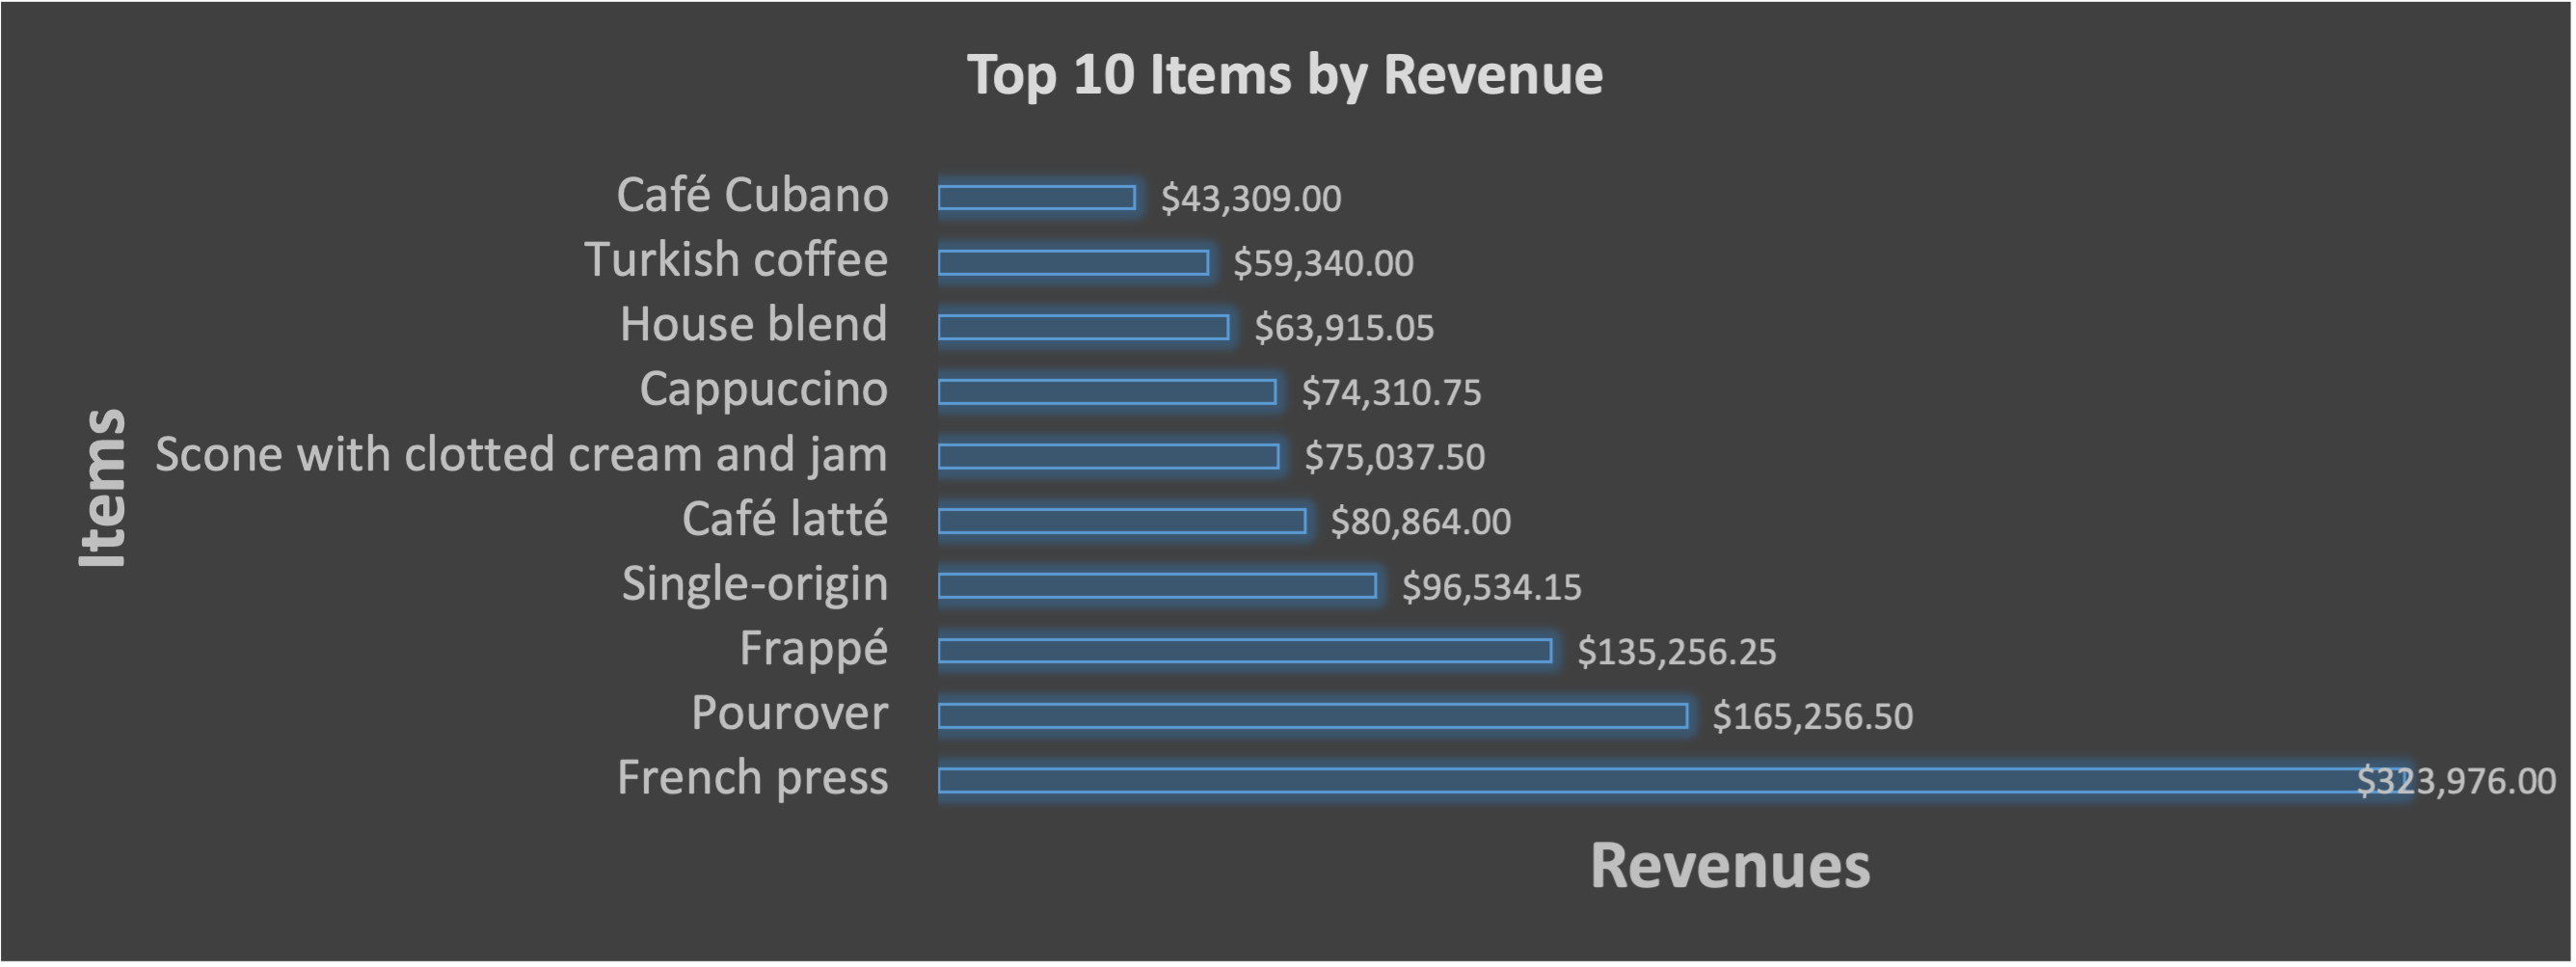 Top 10 Items by Revenue
Items
Café Cubano $43,309.00
Turkish coffee $59,340.00
House blend $63,915.05
Cappuccino $74,310.75
Scone with clotted cream and jam $75,037.50
Café latté $80,864.00
Single-origin $96,534.15
Frappé $135,256.25
Pourover $165,256.50
French press $323,976.00
Revenues